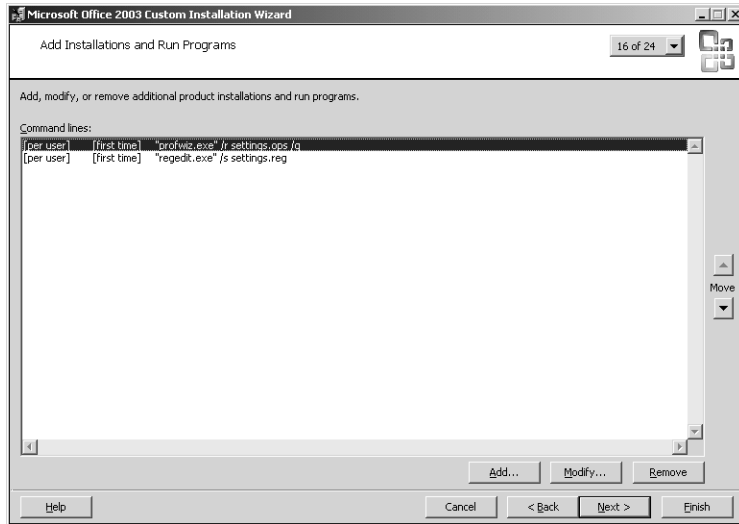 Microsoft Office 2003 Custom Installation Wizard
Add Installations and Run Programs
16 of 24
Add, modify, or remove additional product installations and run programs.
Command lines:
[per user] [first time] "profwiz.exe" /r settings.ops /q
[per user] [first time] "regedit.exe" /s settings.reg
Move
Add... Modify... Remove
Help Cancel < Back Next > Finish